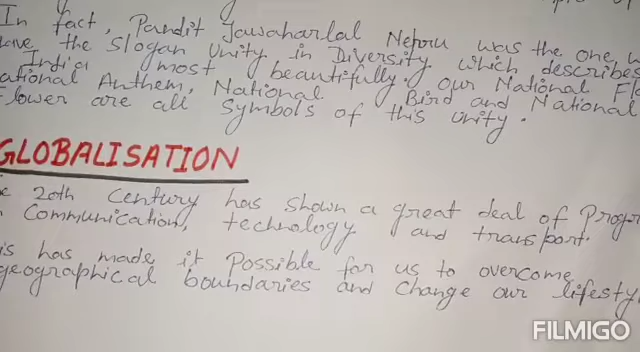 In fact, Pandit Jawaharlal Nehru was the one,
the slogan Unity in Diversity which describes
India most beautifully. Our National
National Anthem, National Bird and National
Flower are all symbols of this unity.
GLOBALISATION
20th Century has shown a great deal of
Communication, technology and transport.
has made it Possible for us to overcome
geographical boundaries and change our
FILMIGO